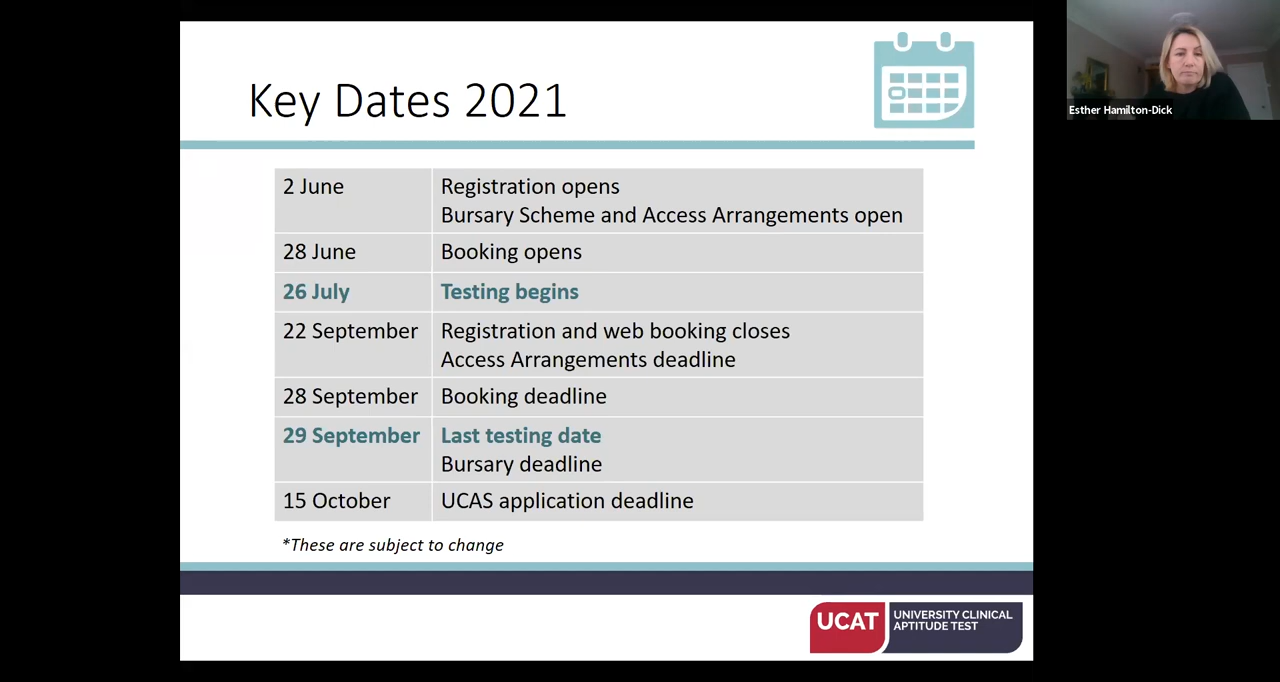 Key Dates 2021
Esther Hamilton-Dick
2 June
Registration opens
Bursary Scheme and Access Arrangements open
28 June
Booking opens
26 July
Testing begins
22 September
Registration and web booking closes
Access Arrangements deadline
28 September
Booking deadline
29 September
Last testing date
Bursary deadline
15 October
UCAS application deadline
*These are subject to change
UCAT
UNIVERSITY CLINICAL
APTITUDE TEST